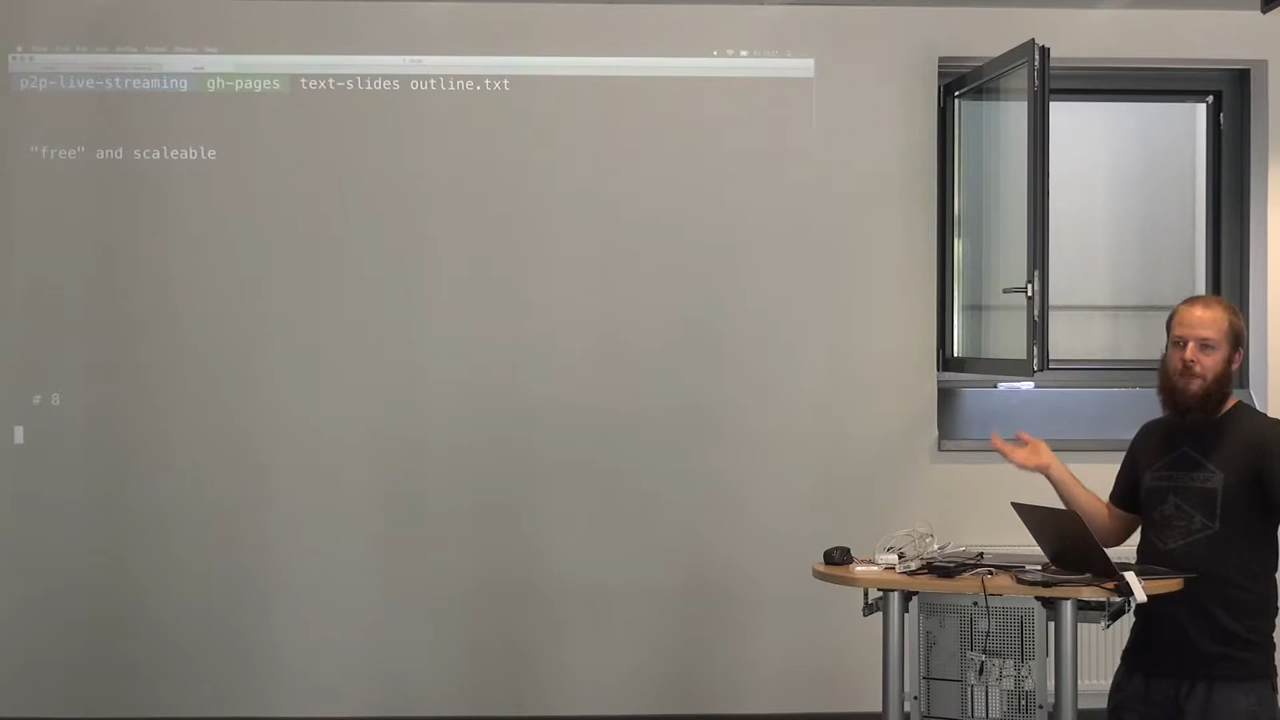 p2p-live-streaming gh-pages text-slides outline.txt
"free" and scaleable
# 8